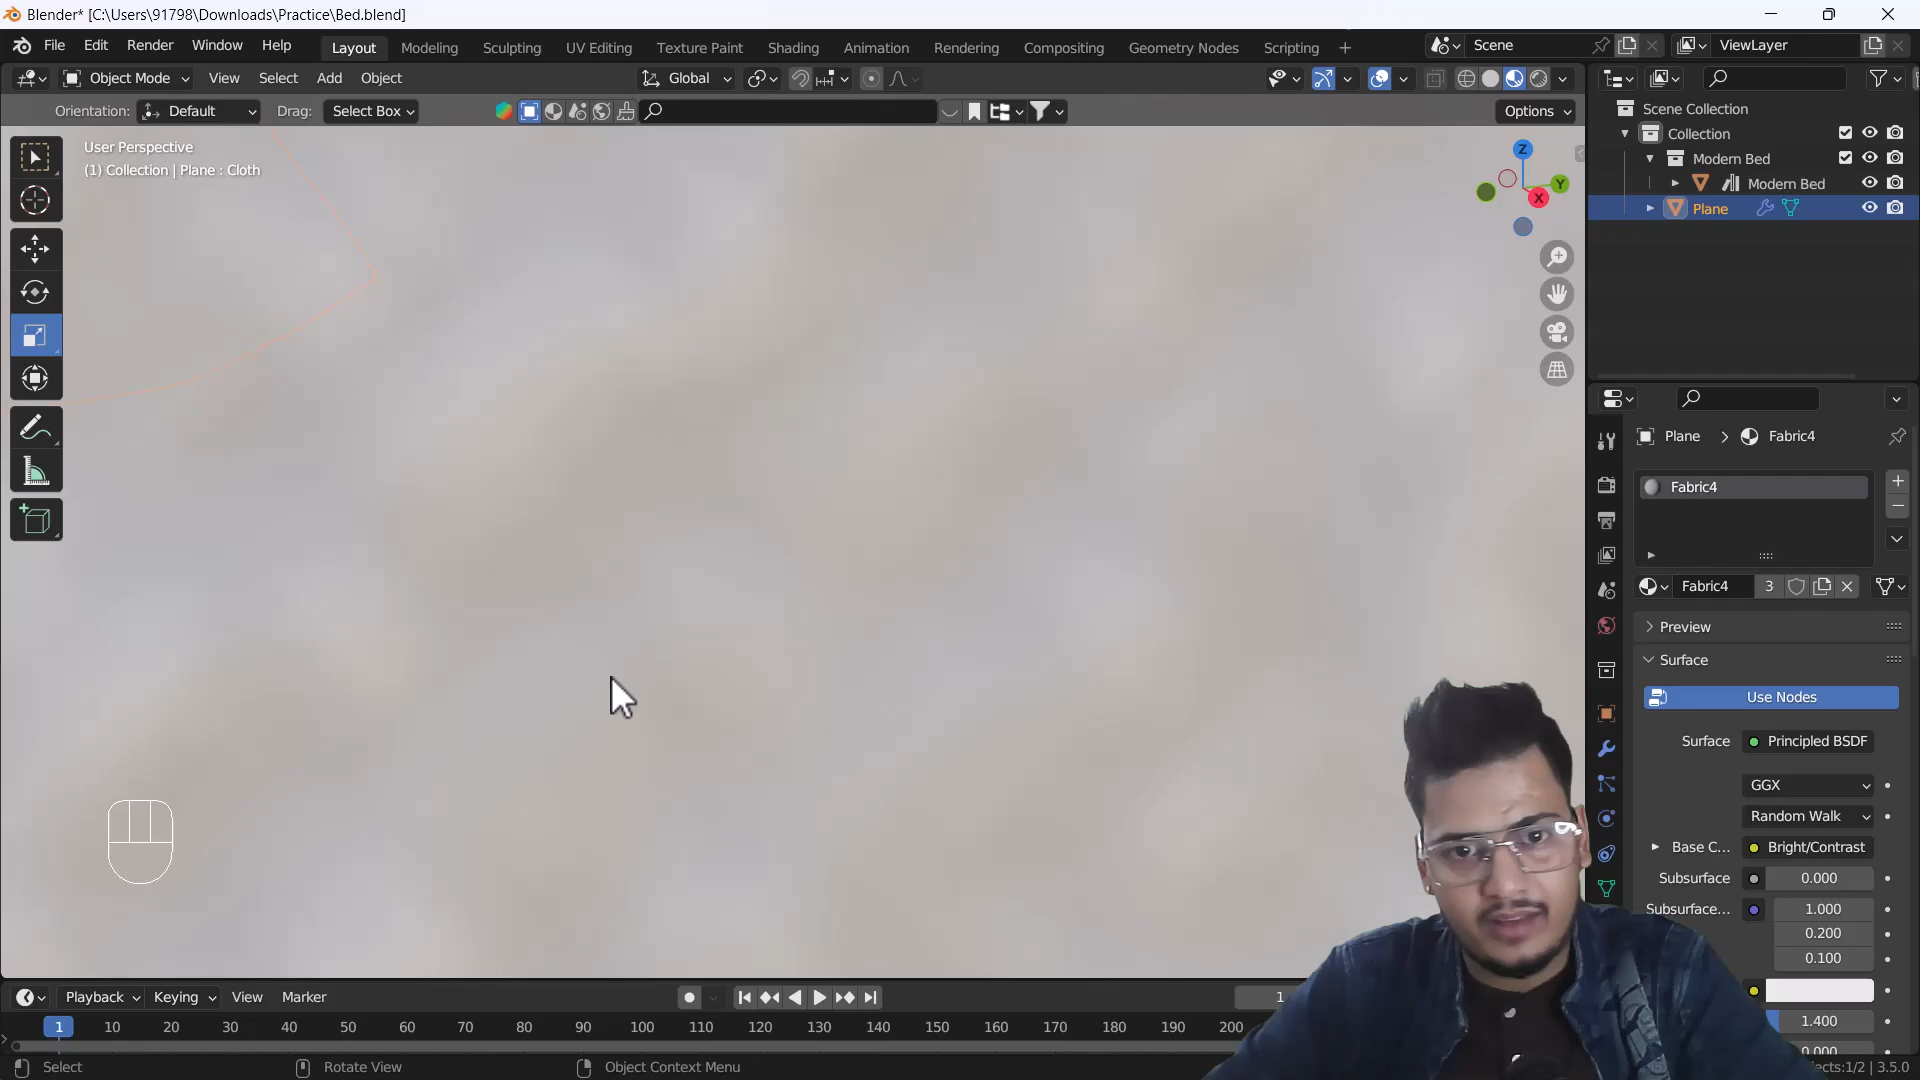 Blender* [C:\Users\91798\Downloads\Practice\Bed.blend]
File Edit Render Window Help Layout Modeling Sculpting UV Editing Texture Paint Shading Animation Rendering Compositing Geometry Nodes Scripting + Scene ViewLayer
Object Mode View Select Add Object Global
Orientation: Default Drag: Select Box Options
User Perspective
(1) Collection | Plane : Cloth
Z
Y
X
Scene Collection
Collection
Modern Bed
Modern Bed
Plane
Plane > Fabric4
Fabric4
Fabric4 3
Preview
Surface
Use Nodes
Surface Principled BSDF
GGX
Random Walk
Base C... Bright/Contrast
Subsurface 0.000
Subsurface... 1.000
0.200
0.100
1.400
0.000
Playback Keying View Marker 1
1 10 20 30 40 50 60 70 80 90 100 110 120 130 140 150 160 170 180 190 200
Select Rotate View Object Context Menu ects:1/2 | 3.5.0